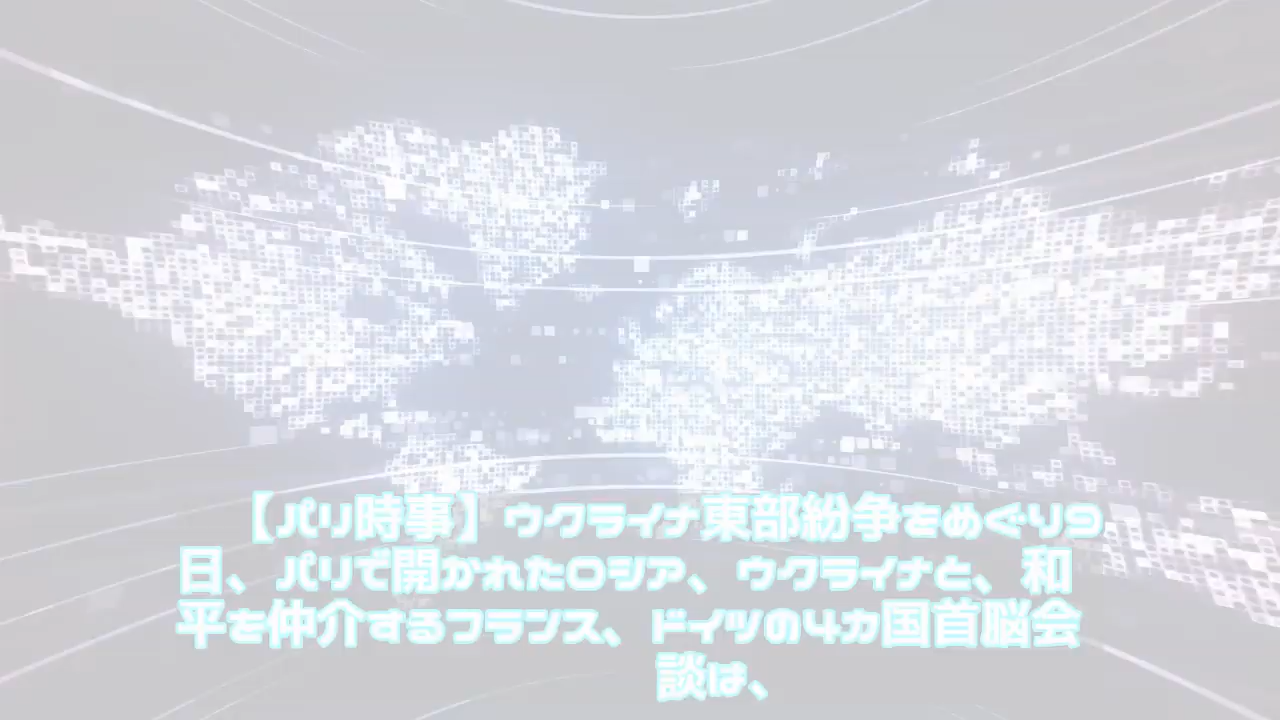 【パリ時事】ウクライナ東部紛争をめぐり9
日、パリで開かれたロシア、ウクライナと、和
平を仲介するフランス、ドイツの4カ国首脳会
談は、